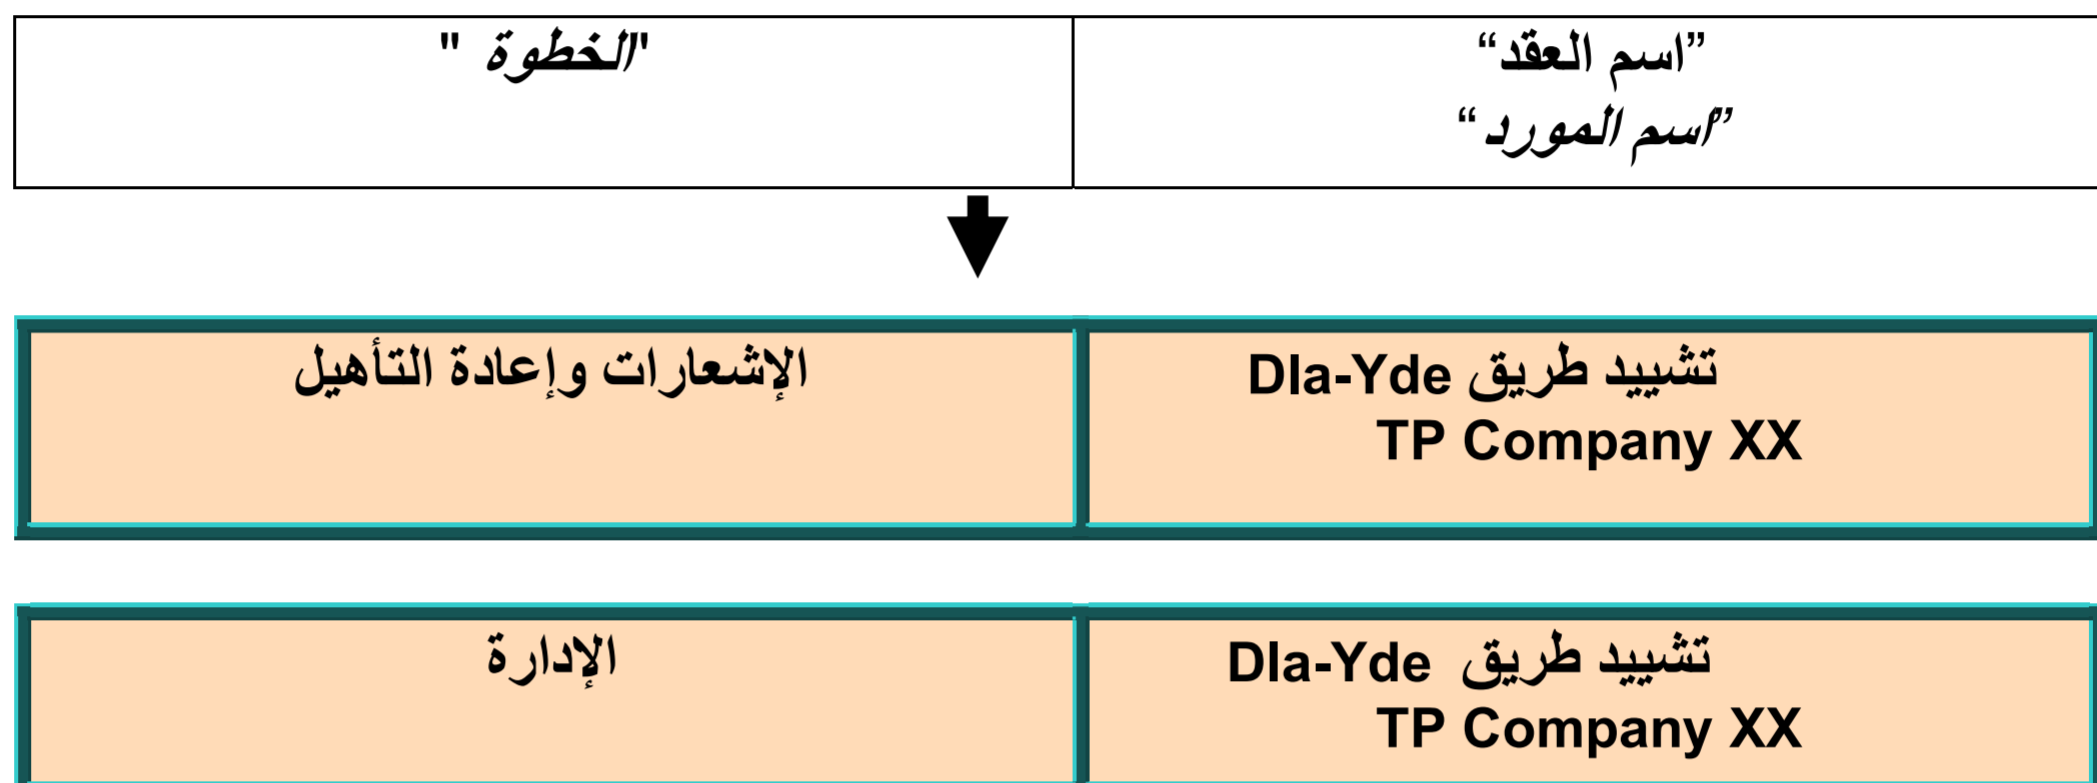 ”اسم العقد“
”اسم المورد“
"الخطوة "
تشييد طريق Dla-Yde
TP Company XX
الإشعارات وإعادة التأهيل
تشييد طريق Dla-Yde
TP Company XX
الإدارة